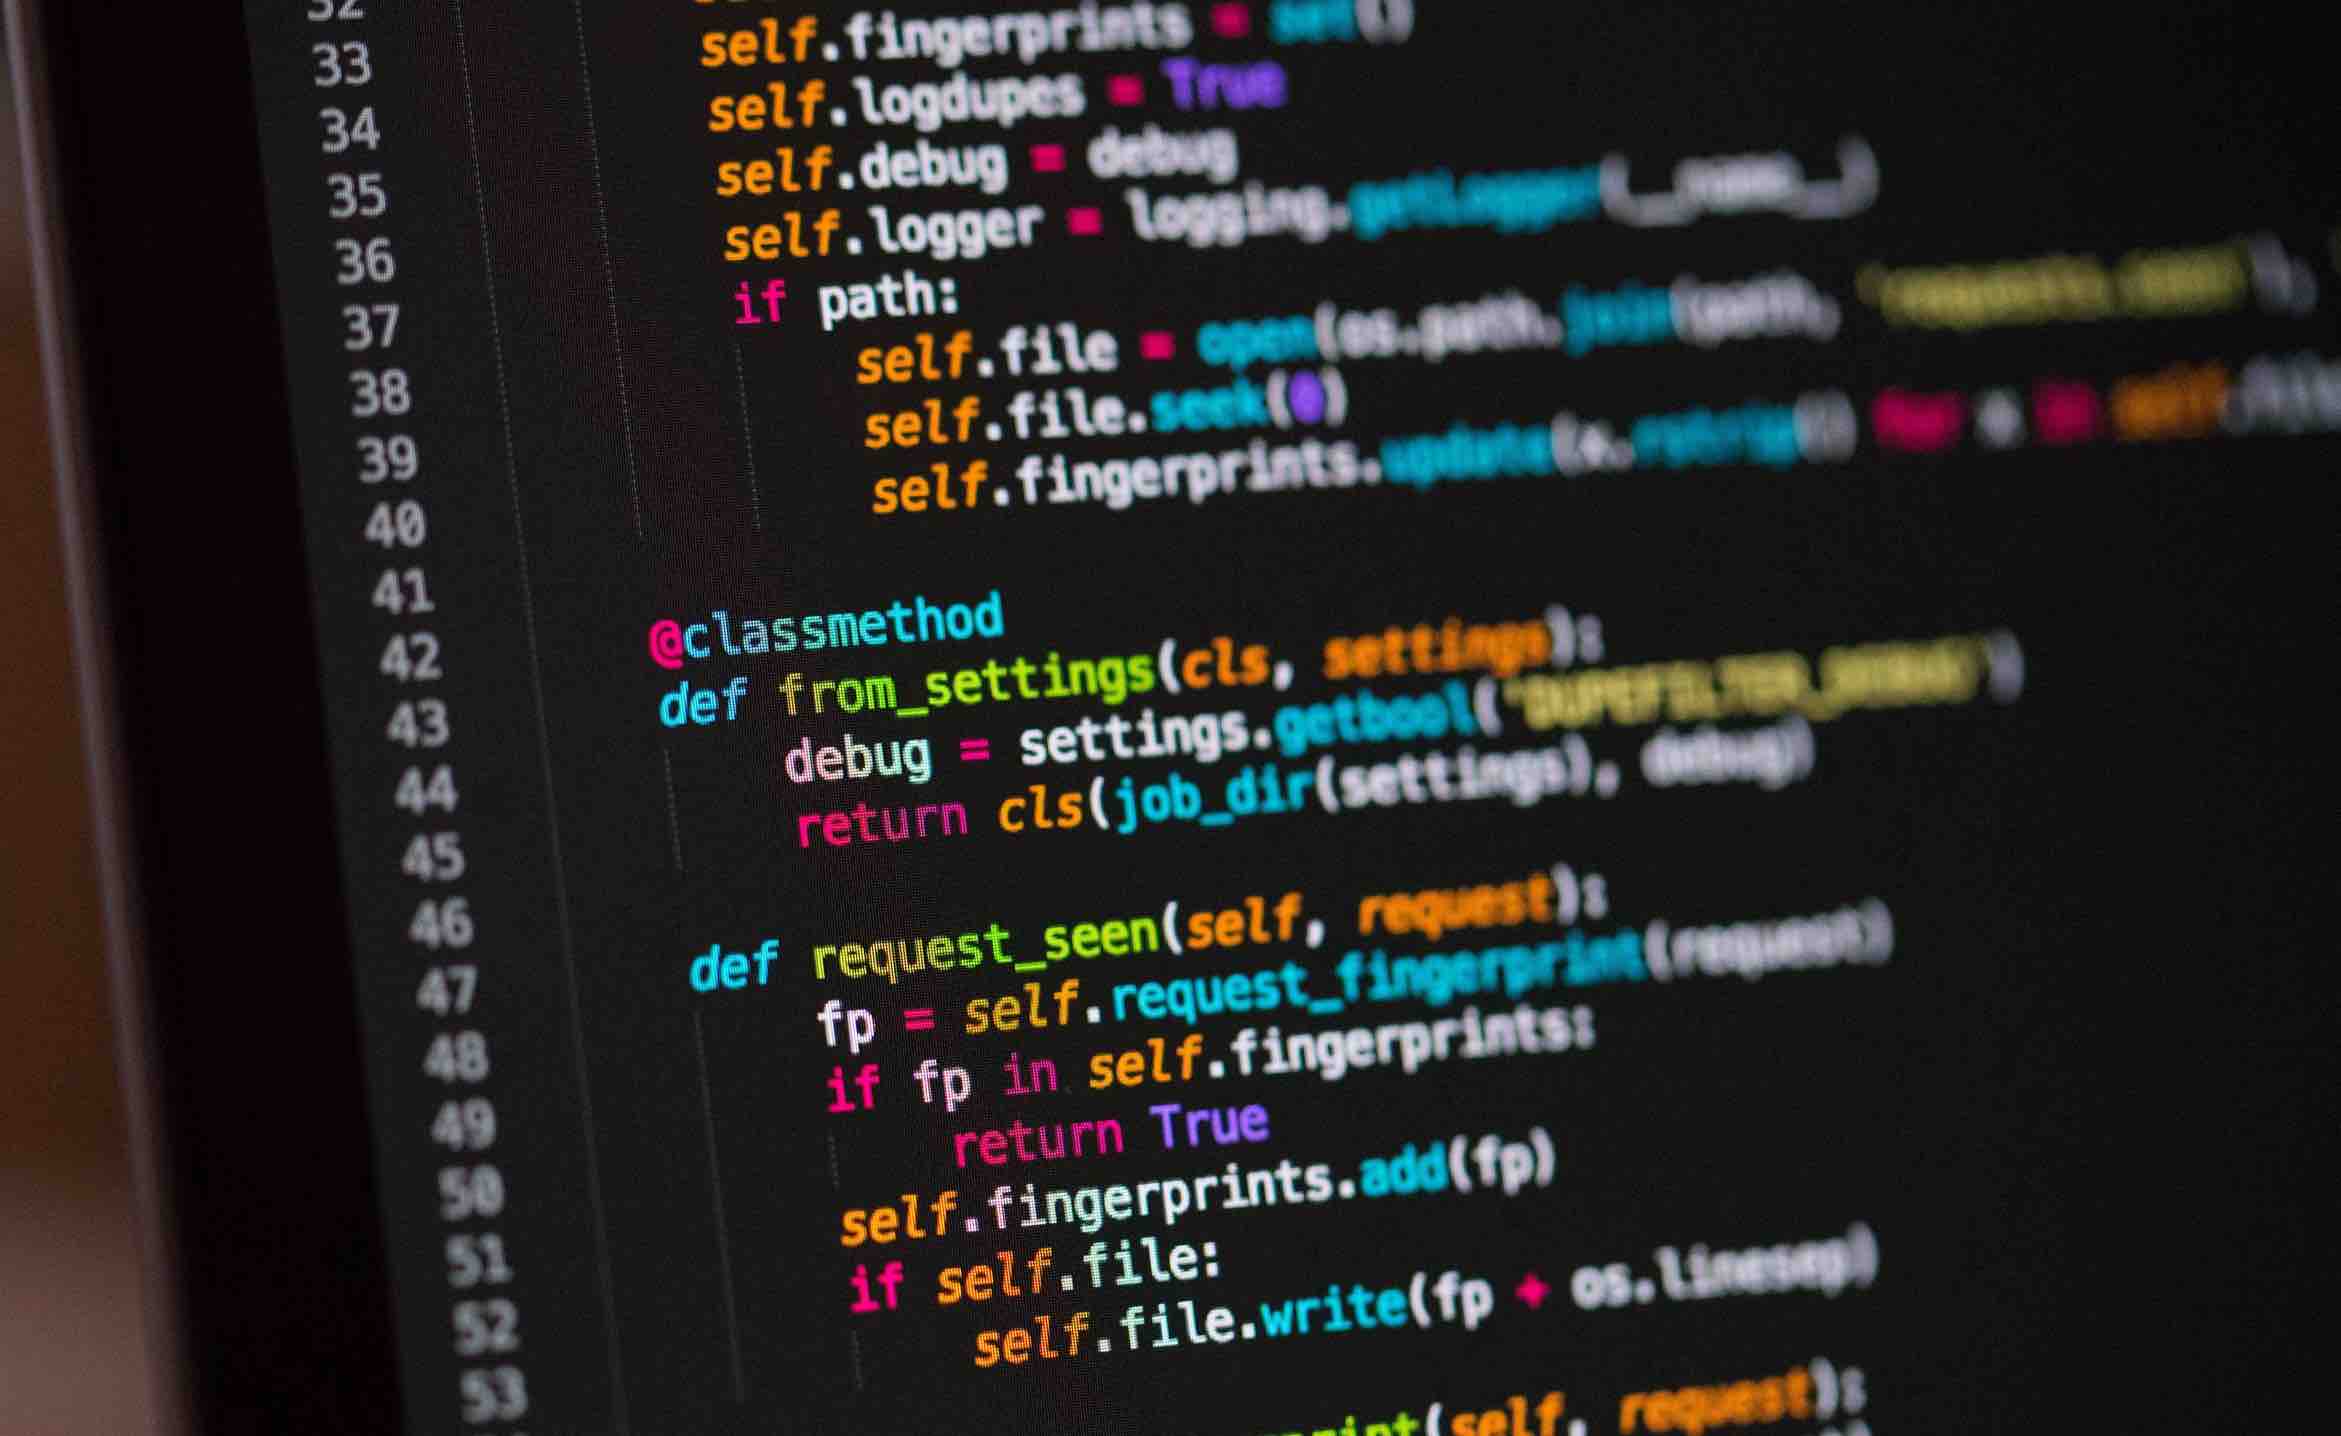 32
33 self.fingerprints = set()
34 self.logdupes = True
35 self.debug = debug
36 self.logger = logging.getLogger(__name__)
37 if path:
38 self.file = open(os.path.join(path, 'requests.seen'),
39 self.file.seek(0)
40 self.fingerprints.update(x.rstrip() for x in self.file
41
42 @classmethod
43 def from_settings(cls, settings):
44 debug = settings.getbool('DUPEFILTER_DEBUG')
45 return cls(job_dir(settings), debug)
46
47 def request_seen(self, request):
48 fp = self.request_fingerprint(request)
49 if fp in self.fingerprints:
50 return True
51 self.fingerprints.add(fp)
52 if self.file:
53 self.file.write(fp + os.linesep)
(self, request):